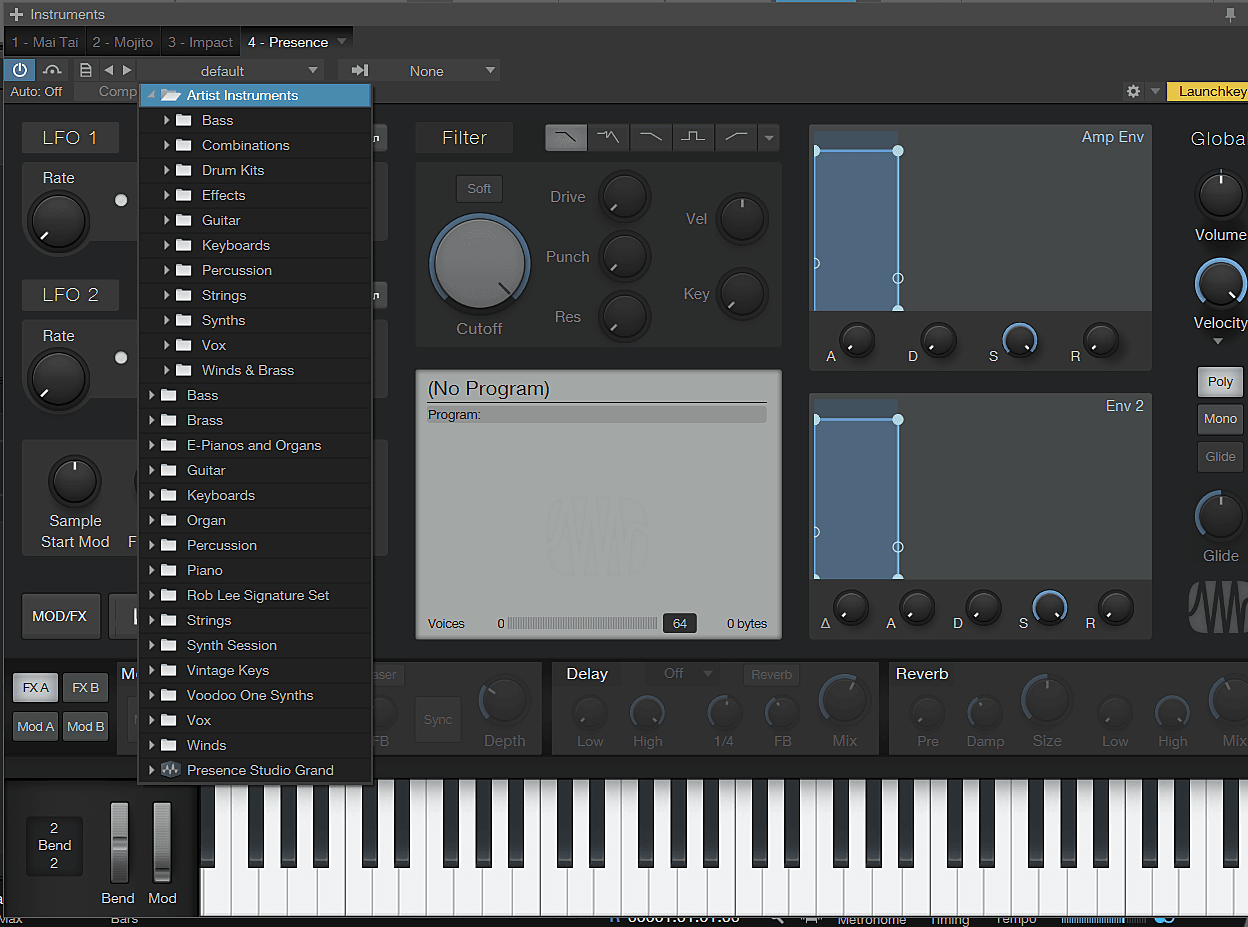 Instruments
1 - Mai Tai 2 - Mojito 3 - Impact 4 - Presence
default None
Auto: Off Comp Launchkey
Artist Instruments
Bass
Combinations
Drum Kits
Effects
Guitar
Keyboards
Percussion
Strings
Synths
Vox
Winds & Brass
Bass
Brass
E-Pianos and Organs
Guitar
Keyboards
Organ
Percussion
Piano
Rob Lee Signature Set
Strings
Synth Session
Vintage Keys
Voodoo One Synths
Vox
Winds
Presence Studio Grand
LFO 1
Rate
LFO 2
Rate
Sample
Start Mod F
MOD/FX
Filter
Soft
Drive
Vel
Punch
Key
Res
Cutoff
(No Program)
Program:
Voices 0 64 0 bytes
Amp Env
A D S R
Env 2
Δ A D S R
Global
Volume
Velocity
Poly
Mono
Glide
Glide
FX A FX B
Mod A Mod B
Sync
FB Depth
Delay Off Reverb
Low High 1/4 FB Mix
Reverb
Pre Damp Size Low High Mix
2
Bend
2
Bend Mod
Max Bars 00001.01.01.00 Metronome Timing Tempo